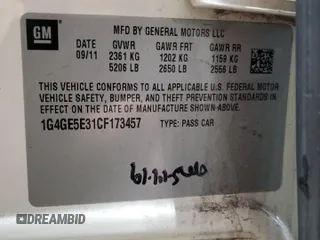 GM
MFD BY GENERAL MOTORS LLC
DATE GVWR GAWR FRT GAWR RR
09/11 2361 KG 1202 KG 1159 KG
5206 LB 2650 LB 2556 LB
THIS VEHICLE CONFORMS TO ALL APPLICABLE U.S. FEDERAL MOTOR
VEHICLE SAFETY, BUMPER, AND THEFT PREVENTION STANDARDS
IN EFFECT ON THE DATE OF MANUFACTURE SHOWN ABOVE.
1G4GE5E31CF173457 TYPE: PASS CAR
DREAMBID